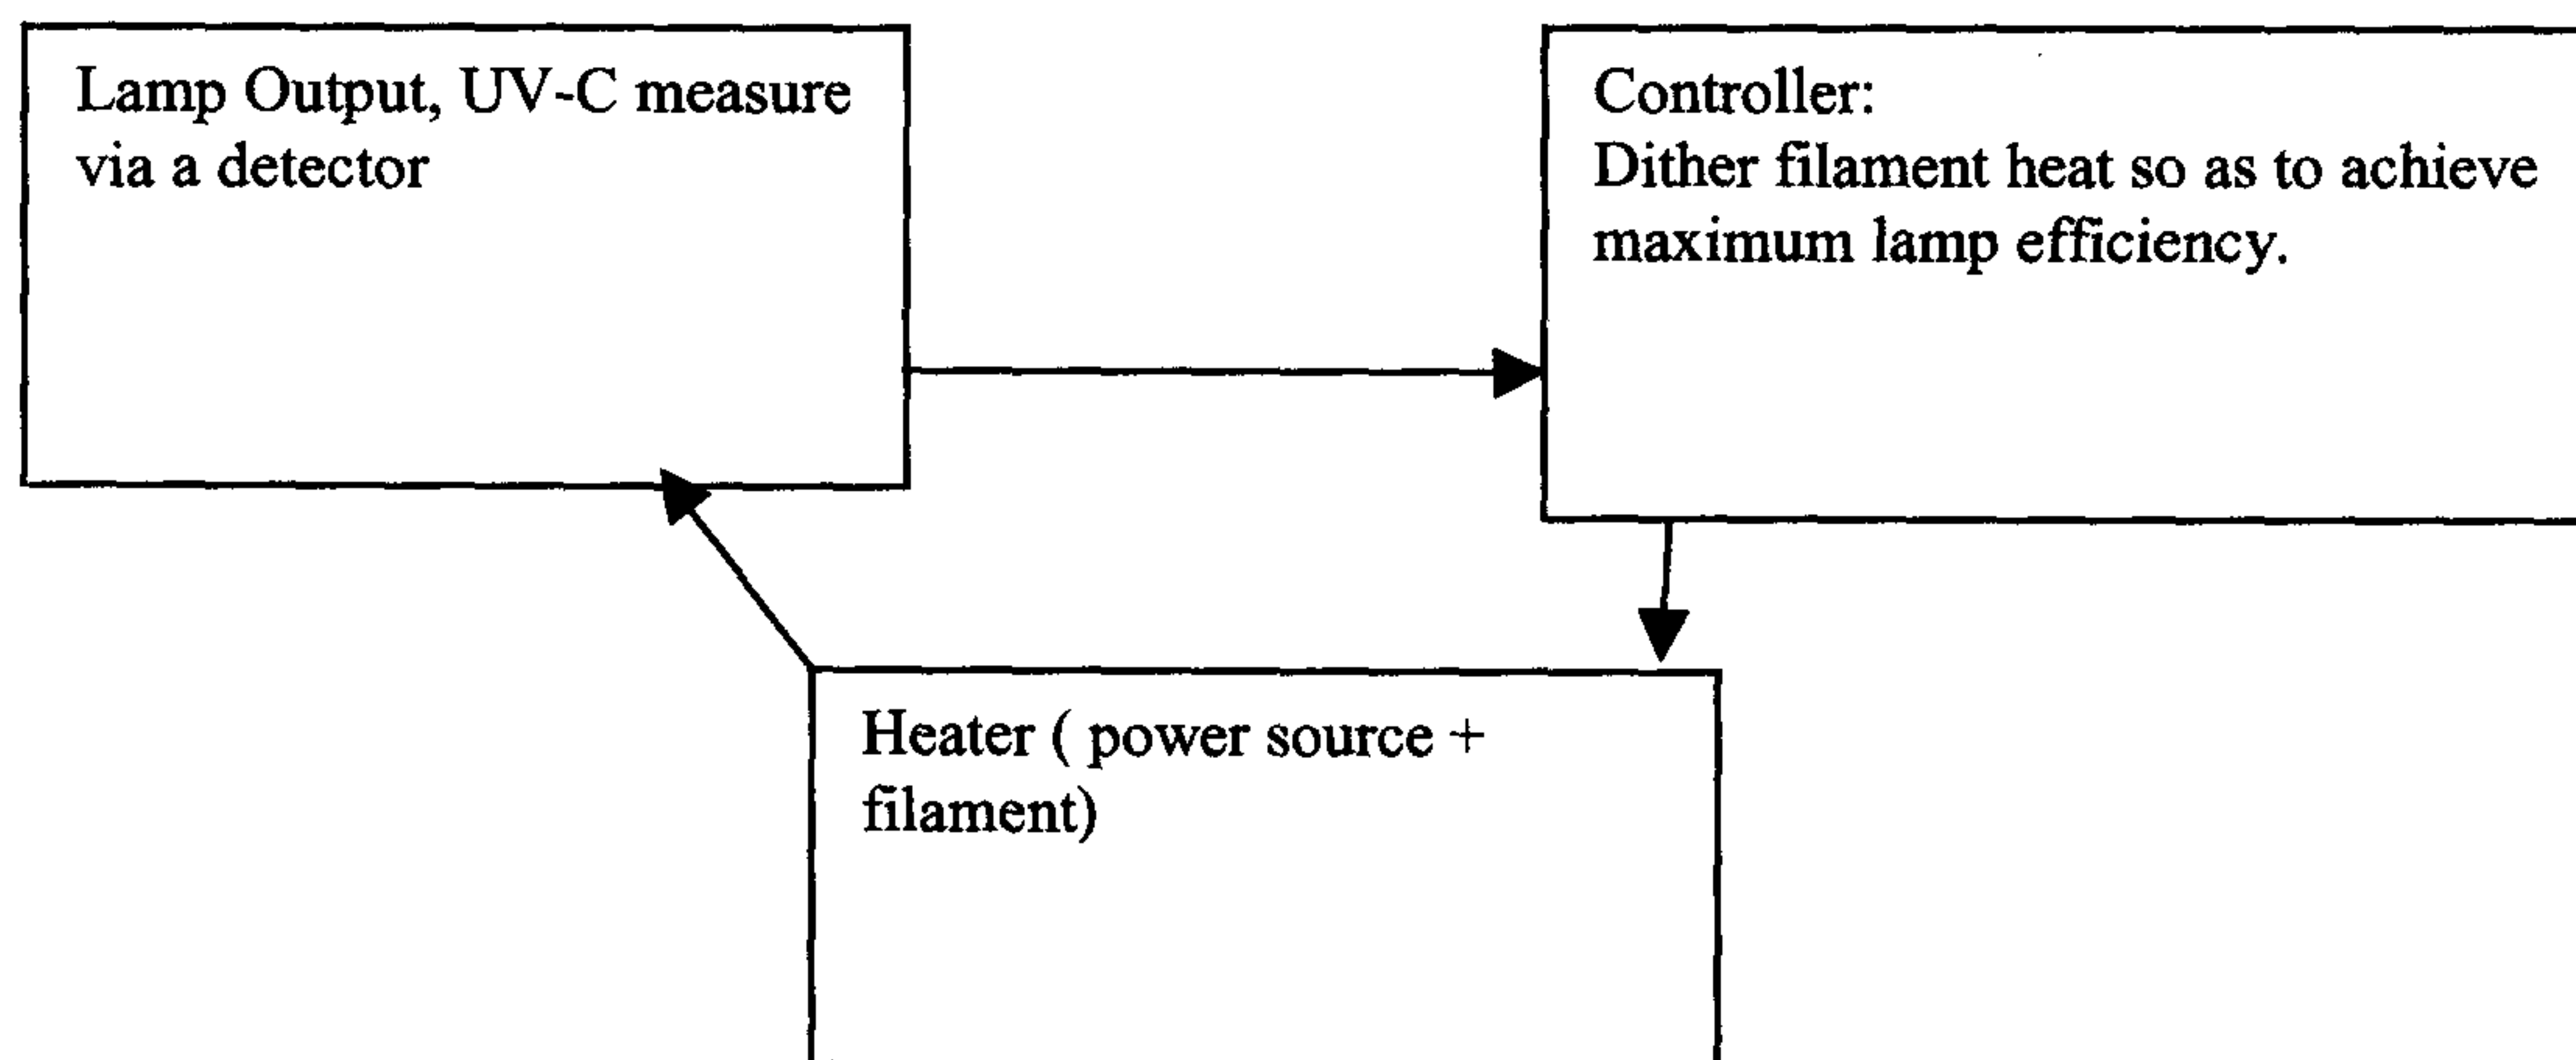 Lamp Output, UV-C measure
via a detector
Controller:
Dither filament heat so as to achieve
maximum lamp efficiency.
Heater ( power source +
filament)